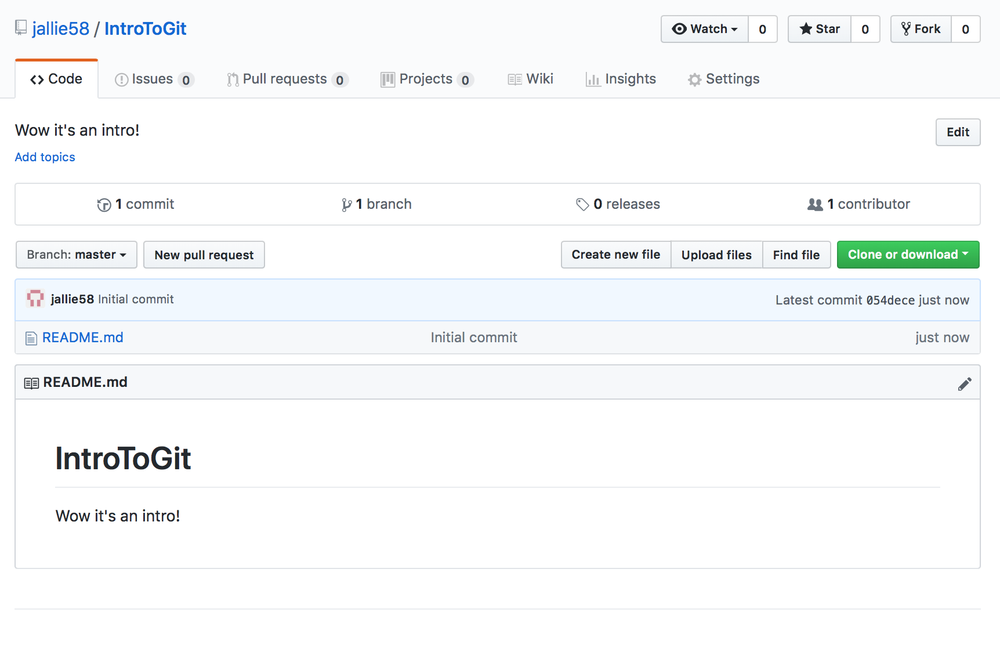 jallie58 / IntroToGit
Watch 0 Star 0 Fork 0
Code Issues 0 Pull requests 0 Projects 0 Wiki Insights Settings
Wow it's an intro!
Edit
Add topics
1 commit 1 branch 0 releases 1 contributor
Branch: master New pull request Create new file Upload files Find file Clone or download
jallie58 Initial commit Latest commit 054dece just now
README.md Initial commit just now
README.md
IntroToGit
Wow it's an intro!